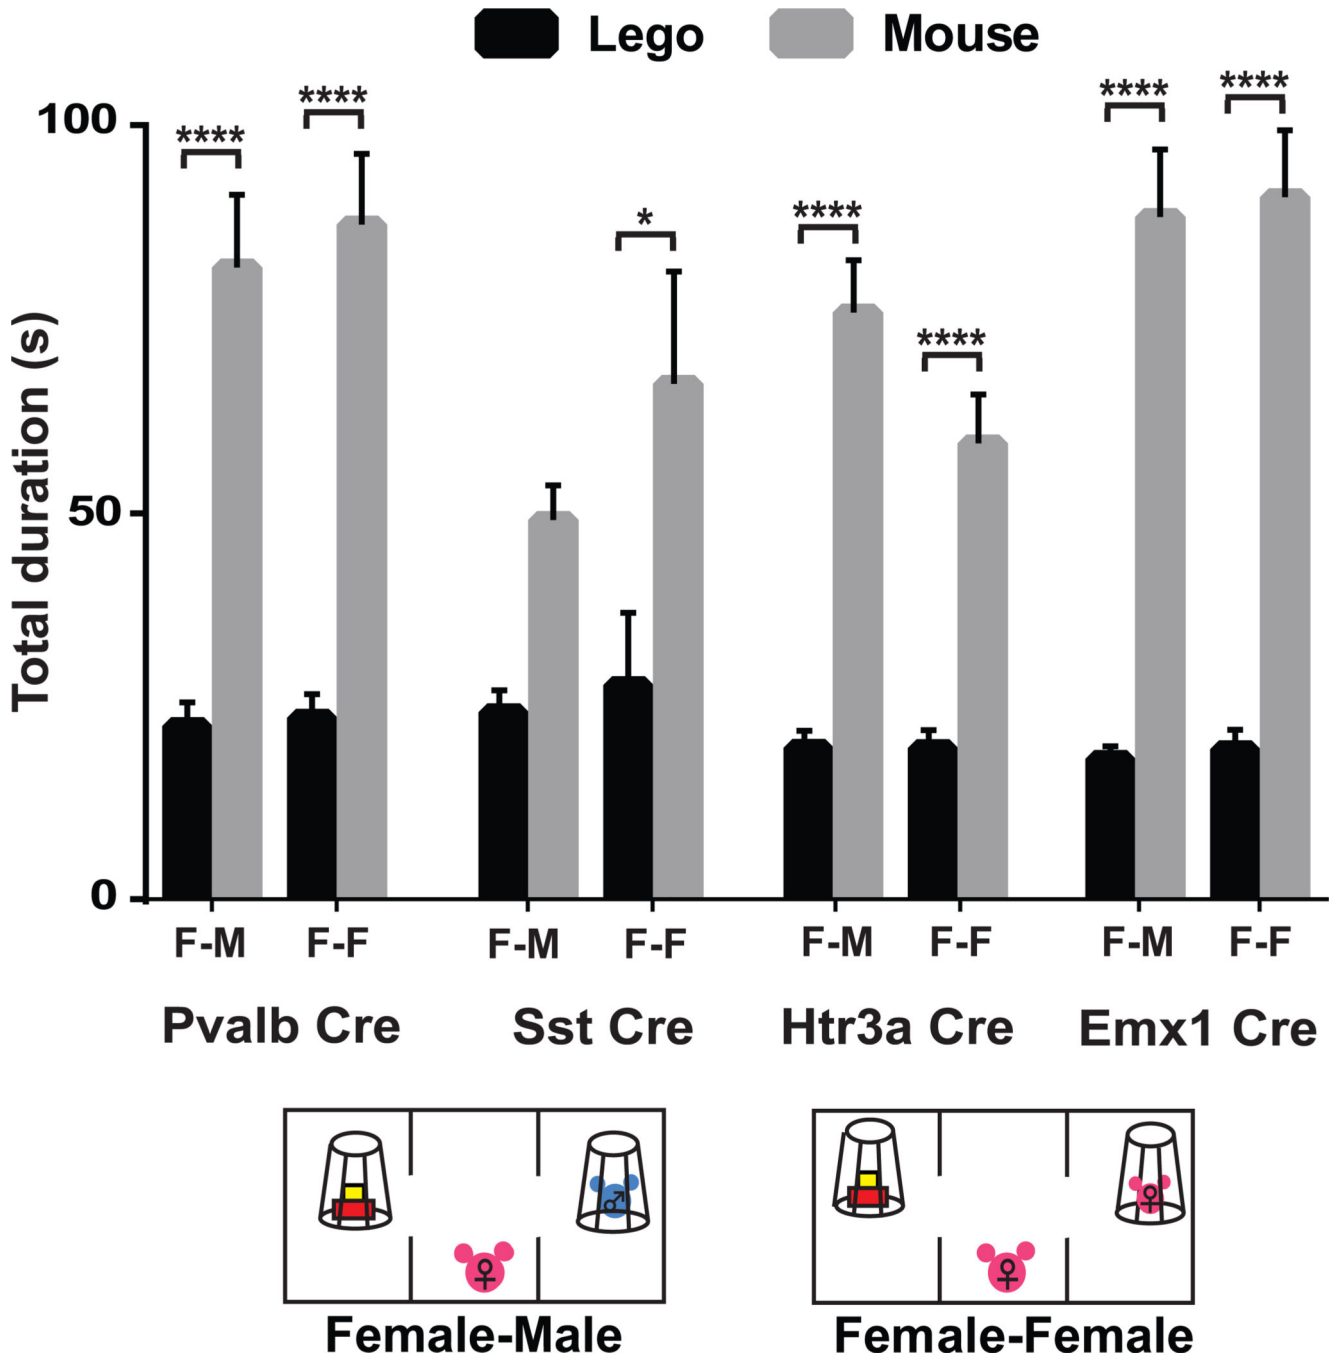 Lego Mouse
**** **** * **** **** **** ****
100
50
0
Total duration (s)
F-M F-F F-M F-F F-M F-F F-M F-F
Pvalb Cre Sst Cre Htr3a Cre Emx1 Cre
♂ ♀
♀ ♀
Female-Male Female-Female